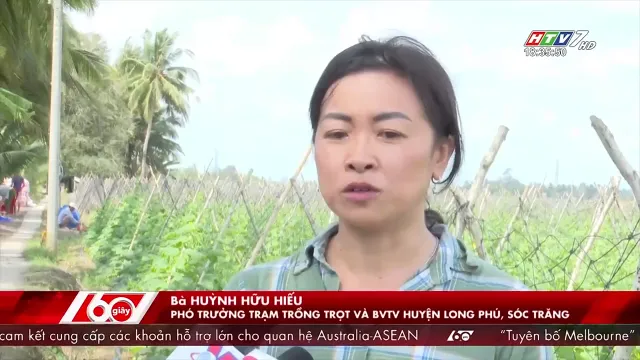 HTV7 HD
18:35:50
60 giây
Bà HUỲNH HỮU HIẾU
PHÓ TRƯỞNG TRẠM TRỒNG TRỌT VÀ BVTV HUYỆN LONG PHÚ, SÓC TRĂNG
cam kết cung cấp các khoản hỗ trợ lớn cho quan hệ Australia-ASEAN 60 "Tuyên bố Melbourne"